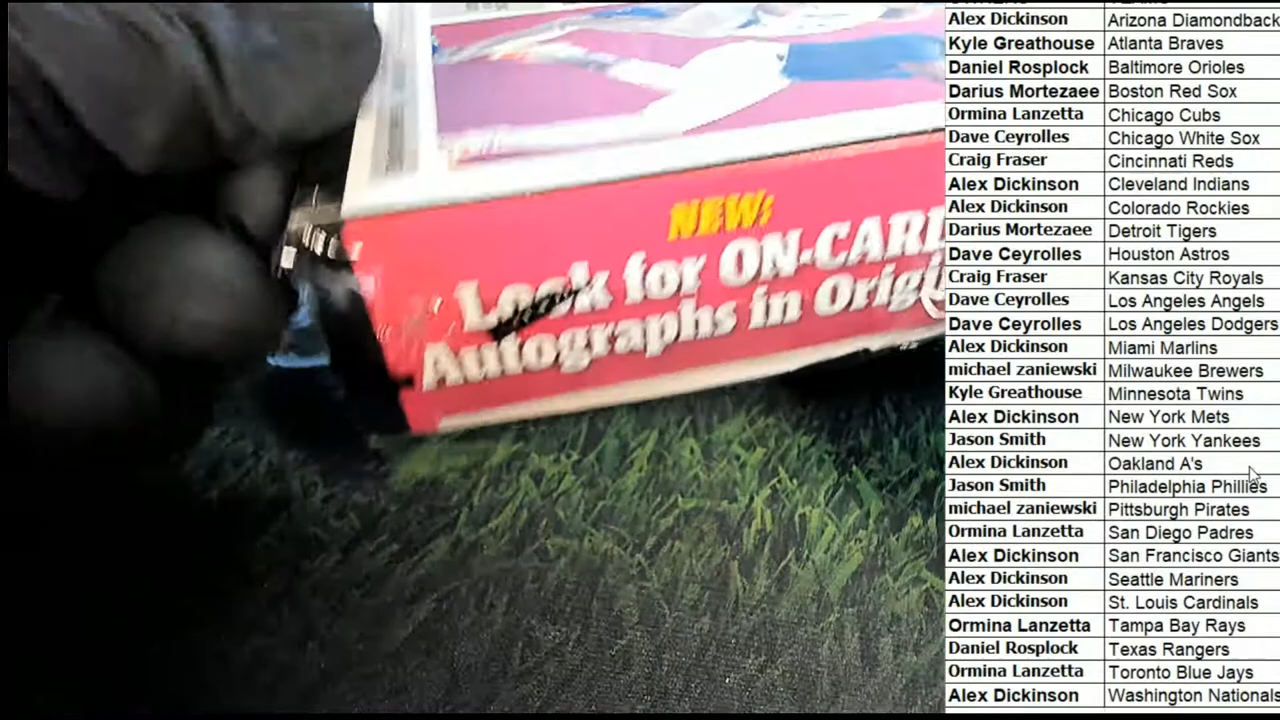 NEW:
Look for ON-CARD
Autographs in Origi
Alex Dickinson Arizona Diamondback
Kyle Greathouse Atlanta Braves
Daniel Rosplock Baltimore Orioles
Darius Mortezaee Boston Red Sox
Ormina Lanzetta Chicago Cubs
Dave Ceyrolles Chicago White Sox
Craig Fraser Cincinnati Reds
Alex Dickinson Cleveland Indians
Alex Dickinson Colorado Rockies
Darius Mortezaee Detroit Tigers
Dave Ceyrolles Houston Astros
Craig Fraser Kansas City Royals
Dave Ceyrolles Los Angeles Angels
Dave Ceyrolles Los Angeles Dodgers
Alex Dickinson Miami Marlins
michael zaniewski Milwaukee Brewers
Kyle Greathouse Minnesota Twins
Alex Dickinson New York Mets
Jason Smith New York Yankees
Alex Dickinson Oakland A's
Jason Smith Philadelphia Phillies
michael zaniewski Pittsburgh Pirates
Ormina Lanzetta San Diego Padres
Alex Dickinson San Francisco Giants
Alex Dickinson Seattle Mariners
Alex Dickinson St. Louis Cardinals
Ormina Lanzetta Tampa Bay Rays
Daniel Rosplock Texas Rangers
Ormina Lanzetta Toronto Blue Jays
Alex Dickinson Washington Nationals